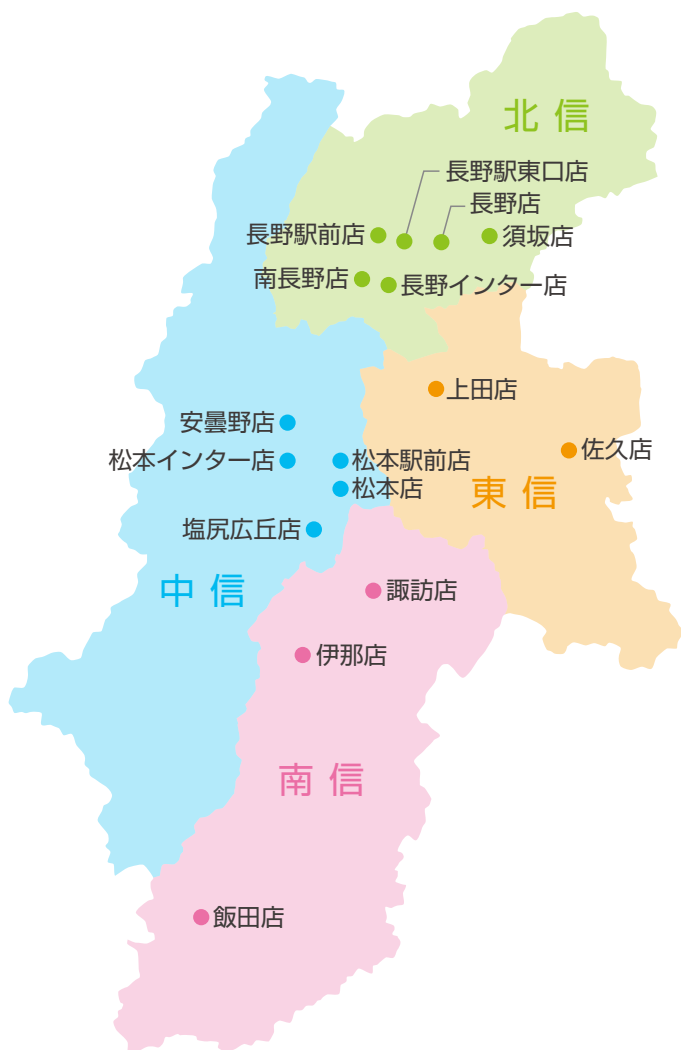 北信
長野駅東口店
長野店
長野駅前店
須坂店
南長野店
長野インター店
上田店
安曇野店
佐久店
松本インター店
松本駅前店
松本店
東信
塩尻広丘店
中信
諏訪店
伊那店
南信
飯田店